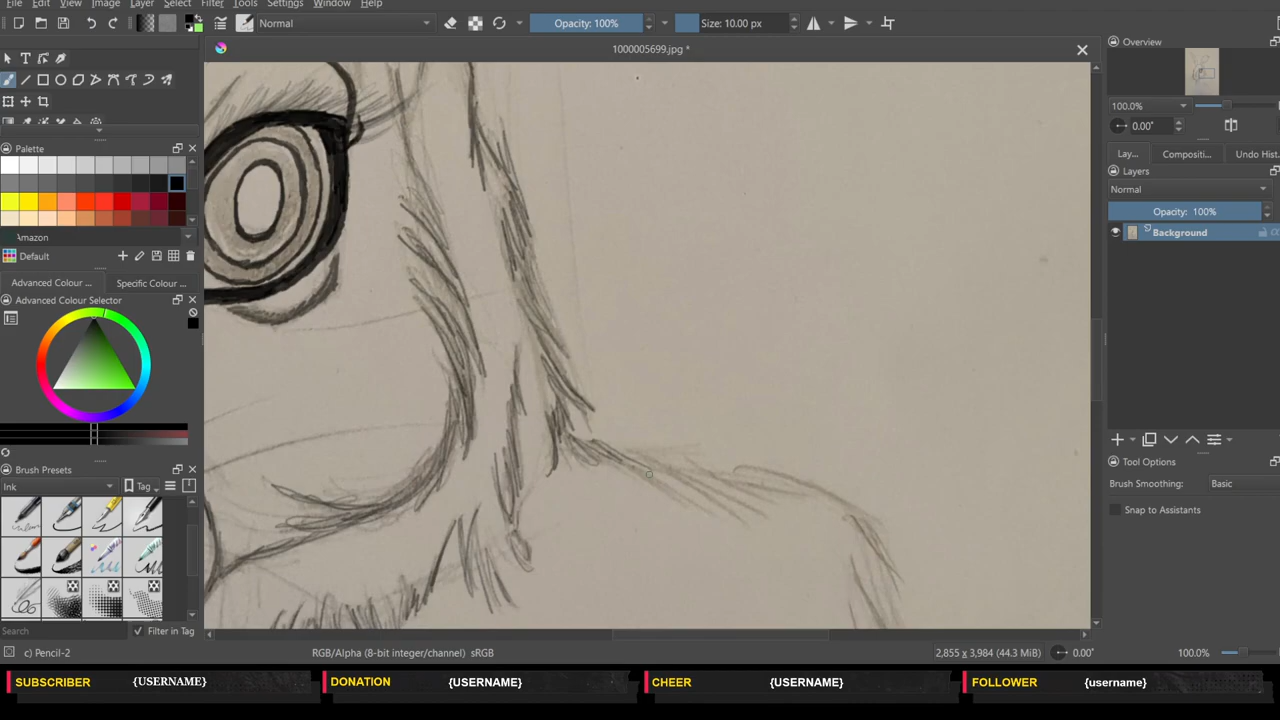 File Edit View Image Layer Select Filter Tools Settings Window Help
Normal
Opacity: 100%
Size: 10.00 px
1000005699.jpg *
Overview
100.0%
0.00°
Lay... Compositi... Undo Hist.
Layers
Normal
Opacity: 100%
Background
Tool Options
Brush Smoothing: Basic
Snap to Assistants
Palette
Amazon
Default
Advanced Colour ... Specific Colour ...
Advanced Colour Selector
Brush Presets
Ink
Tag
Search
Filter in Tag
c) Pencil-2
RGB/Alpha (8-bit integer/channel) sRGB
2,855 x 3,984 (44.3 MiB)
0.00°
100.0%
SUBSCRIBER {USERNAME} DONATION {USERNAME} CHEER {USERNAME} FOLLOWER {username}